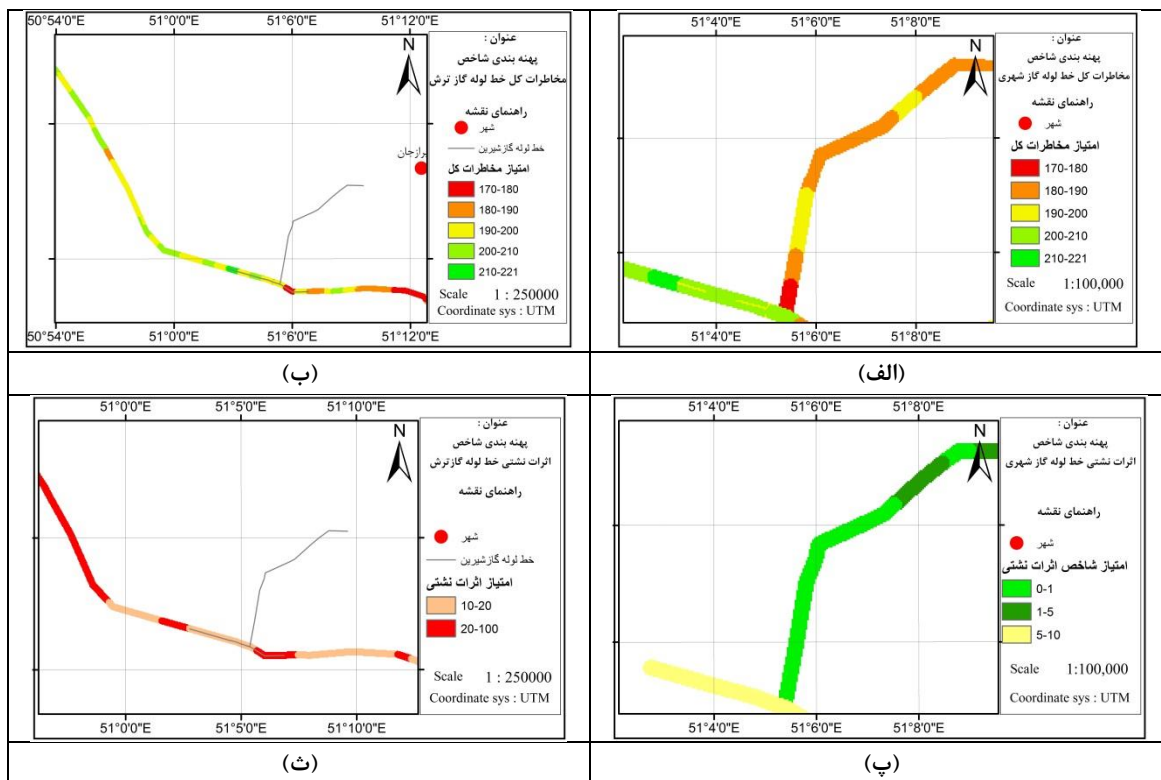 50°54'0"E 51°0'0"E 51°6'0"E 51°12'0"E
N
عنوان :
پهنه بندی شاخص
مخاطرات کل خط لوله گاز ترش
راهنمای نقشه
شهر
خط لوله گازشیرین
امتیاز مخاطرات کل
170-180
180-190
190-200
200-210
210-221
Scale 1 : 250000
Coordinate sys : UTM
برازجان
50°54'0"E 51°0'0"E 51°6'0"E 51°12'0"E
(ب)
51°4'0"E 51°6'0"E 51°8'0"E
N
عنوان :
پهنه بندی شاخص
مخاطرات کل خط لوله گاز شهری
راهنمای نقشه
شهر
امتیاز مخاطرات کل
170-180
180-190
190-200
200-210
210-221
Scale 1:100,000
Coordinate sys : UTM
51°4'0"E 51°6'0"E 51°8'0"E
(الف)
51°0'0"E 51°5'0"E 51°10'0"E
N
عنوان :
پهنه بندی شاخص
اثرات نشتی خط لوله گازترش
راهنمای نقشه
شهر
خط لوله گازشیرین
امتیاز اثرات نشتی
10-20
20-100
Scale 1 : 250000
Coordinate sys : UTM
51°0'0"E 51°5'0"E 51°10'0"E
(ث)
51°4'0"E 51°6'0"E 51°8'0"E
N
عنوان :
پهنه بندی شاخص
اثرات نشتی خط لوله گاز شهری
راهنمای نقشه
شهر
امتیاز شاخص اثرات نشتی
0-1
1-5
5-10
Scale 1:100,000
Coordinate sys : UTM
51°4'0"E 51°6'0"E 51°8'0"E
(پ)